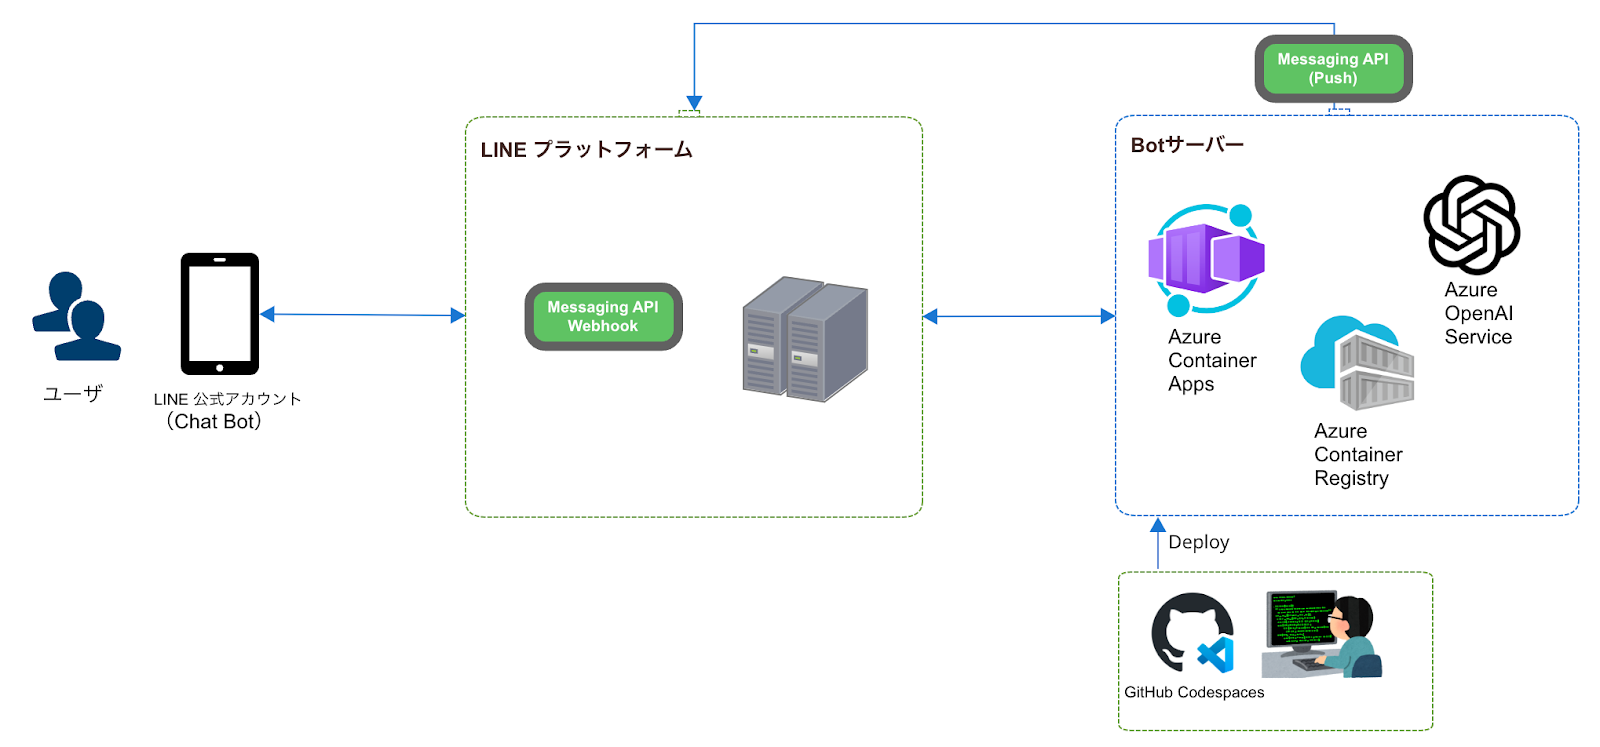 Messaging API
(Push)
LINE プラットフォーム
Botサーバー
Messaging API
Webhook
Azure
OpenAI
Service
Azure
Container
Apps
Azure
Container
Registry
ユーザ
LINE 公式アカウント
（Chat Bot）
Deploy
GitHub Codespaces